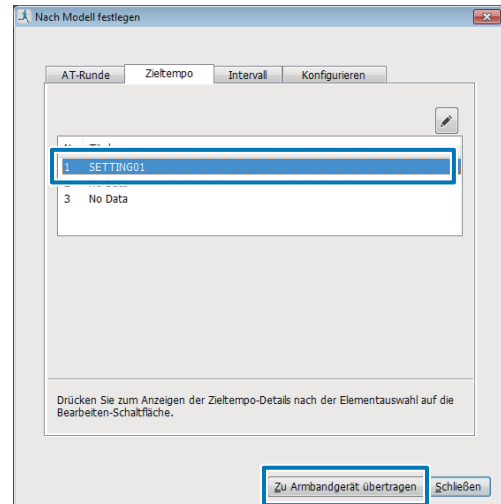 Nach Modell festlegen
AT-Runde Zieltempo Intervall Konfigurieren
1 SETTING01
3 No Data
Drücken Sie zum Anzeigen der Zieltempo-Details nach der Elementauswahl auf die
Bearbeiten-Schaltfläche.
Zu Armbandgerät übertragen Schließen